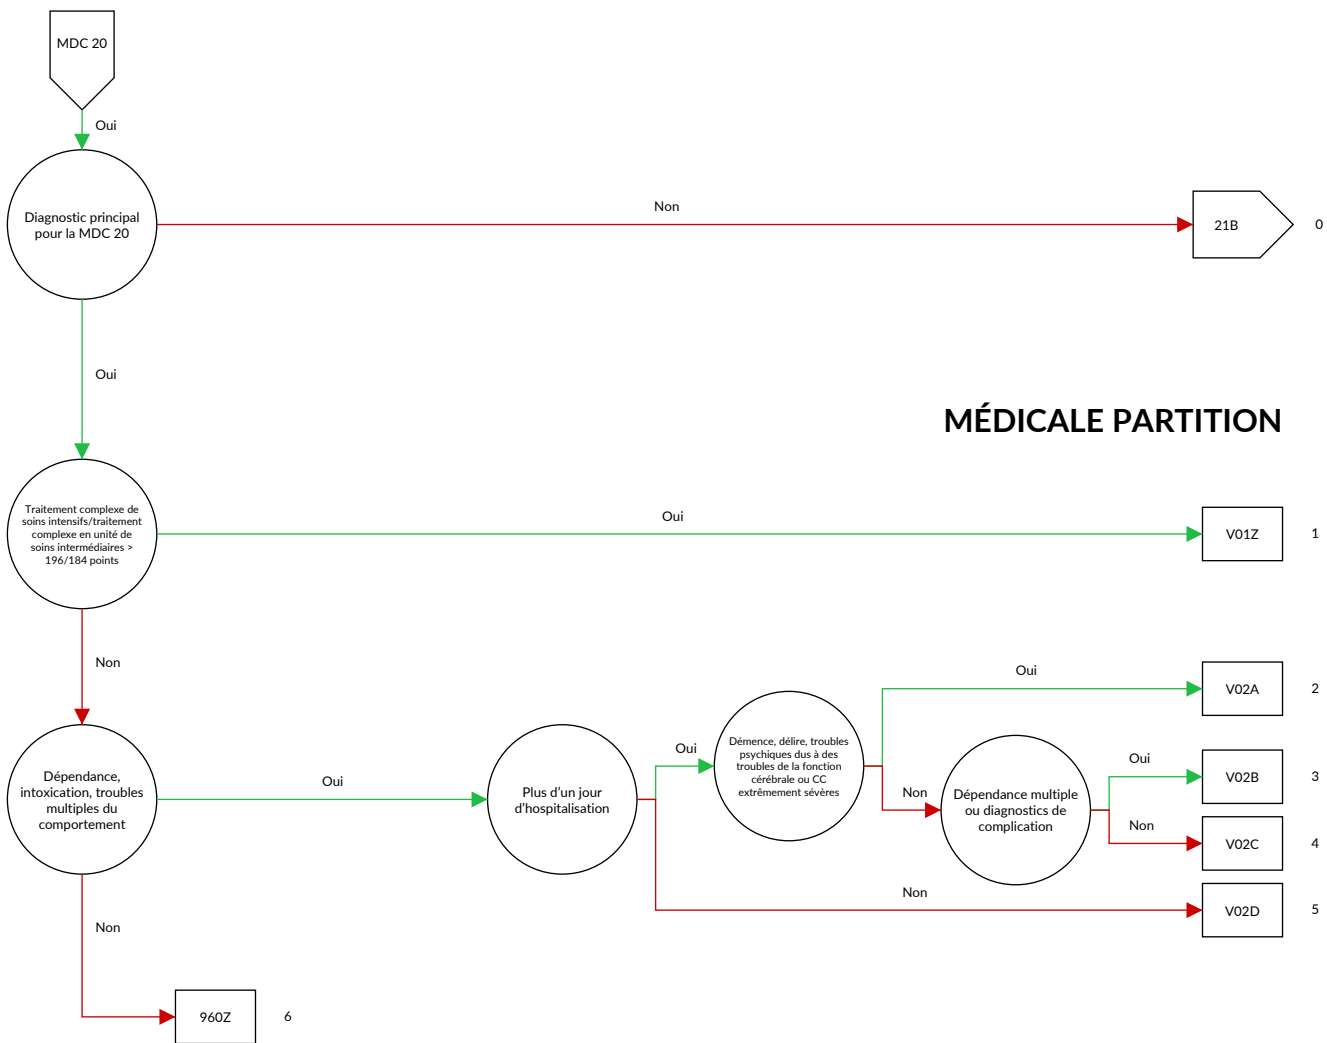 MDC 20
Oui
Diagnostic principal
pour la MDC 20
Non
21B
0
Oui
MÉDICALE PARTITION
Traitement complexe de
soins intensifs/traitement
complexe en unité de
soins intermédiaires >
196/184 points
Oui
V01Z
1
Non
Dépendance,
intoxication, troubles
multiples du
comportement
Oui
Plus d'un jour
d'hospitalisation
Oui
Démence, délire, troubles
psychiques dus à des
troubles de la fonction
cérébrale ou CC
extrêmement sévères
Oui
V02A
2
Non
Dépendance multiple
ou diagnostics de
complication
Oui
V02B
3
Non
V02C
4
Non
V02D
5
Non
960Z
6